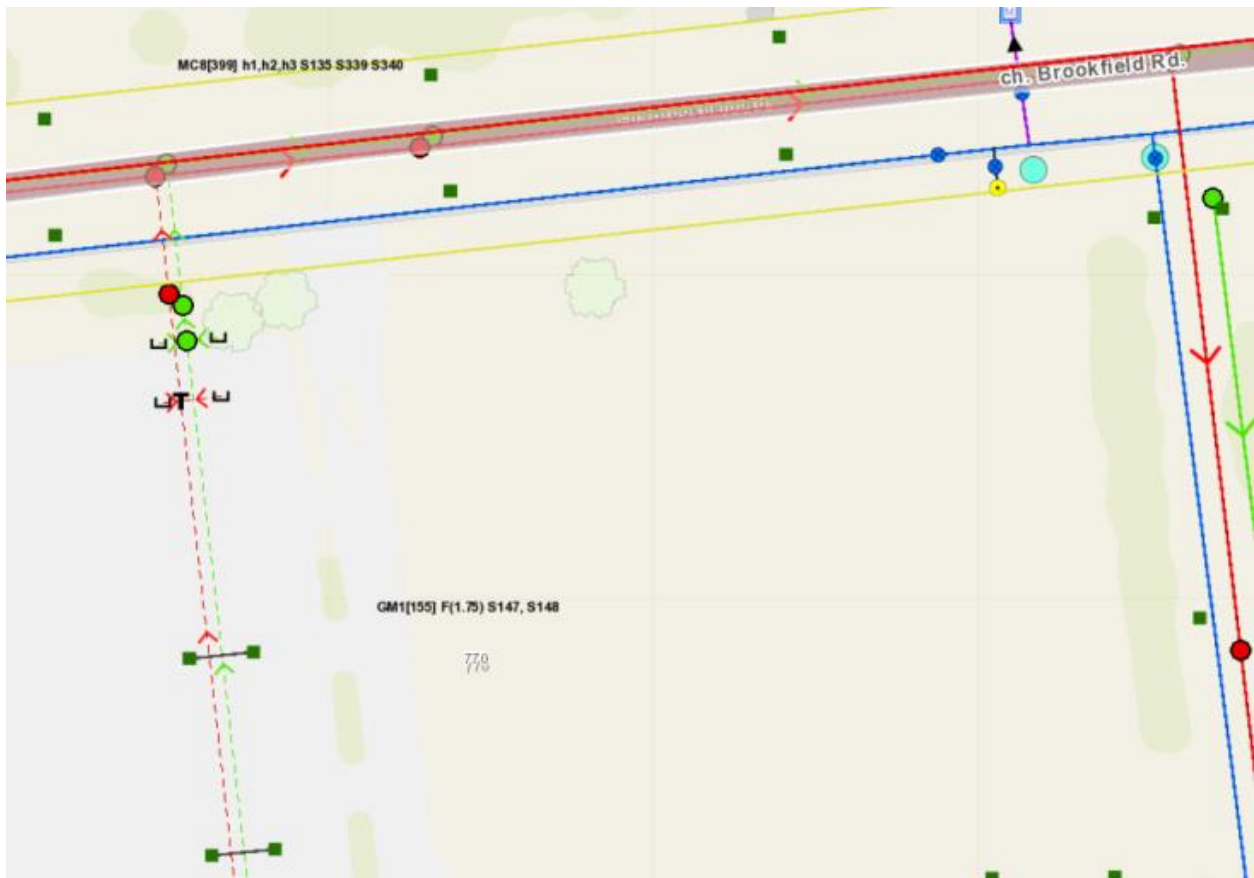 MC8[399] h1,h2,h3 S135 S339 S340
ch. Brookfield Rd.
T
GM1[155] F(1.75) S147, S148
770